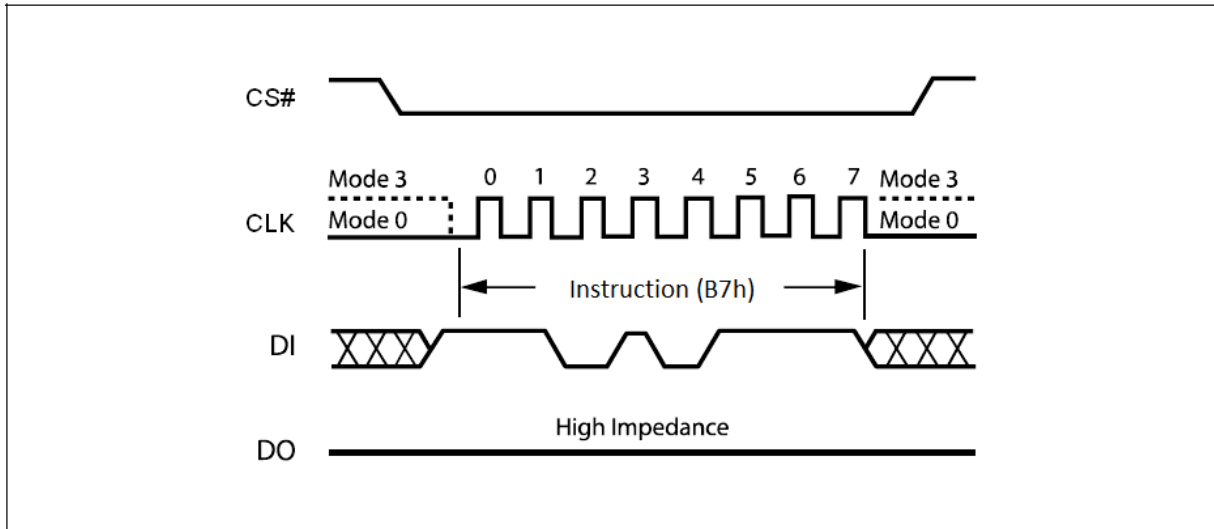 CS#
Mode 3 0 1 2 3 4 5 6 7 Mode 3
CLK Mode 0 Mode 0
Instruction (B7h)
DI
High Impedance
DO